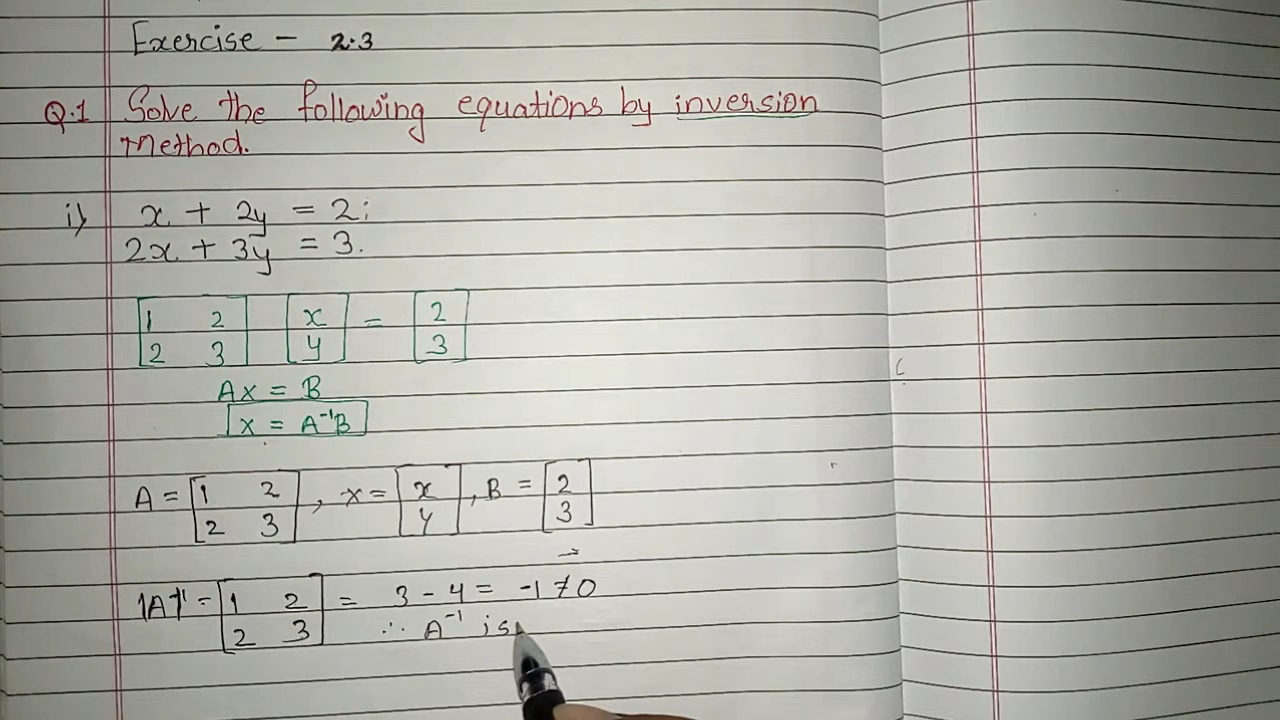 Exercise - 2.3
Q.1 Solve the following equations by inversion
Method.
i) x + 2y = 2;
2x + 3y = 3.
[1 2] [x] = [2]
[2 3] [y] [3]
AX = B
X = A⁻¹B
A = [1 2], X = [x], B = [2]
[2 3] [y] [3]
|A| = [1 2] = 3 - 4 = -1 ≠ 0
[2 3] ∴ A⁻¹ is